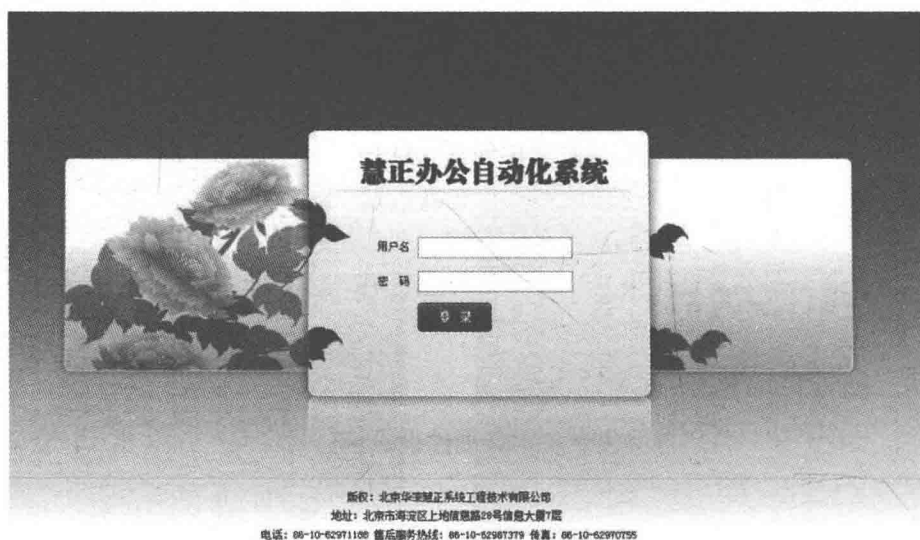 慧正办公自动化系统
用户名
密 码
登 录
版权：北京华宇慧正系统工程技术有限公司
地址：北京市海淀区上地信息路28号信息大厦7层
电话：86-10-62971188 售后服务热线：86-10-62987379 传真：86-10-62970755